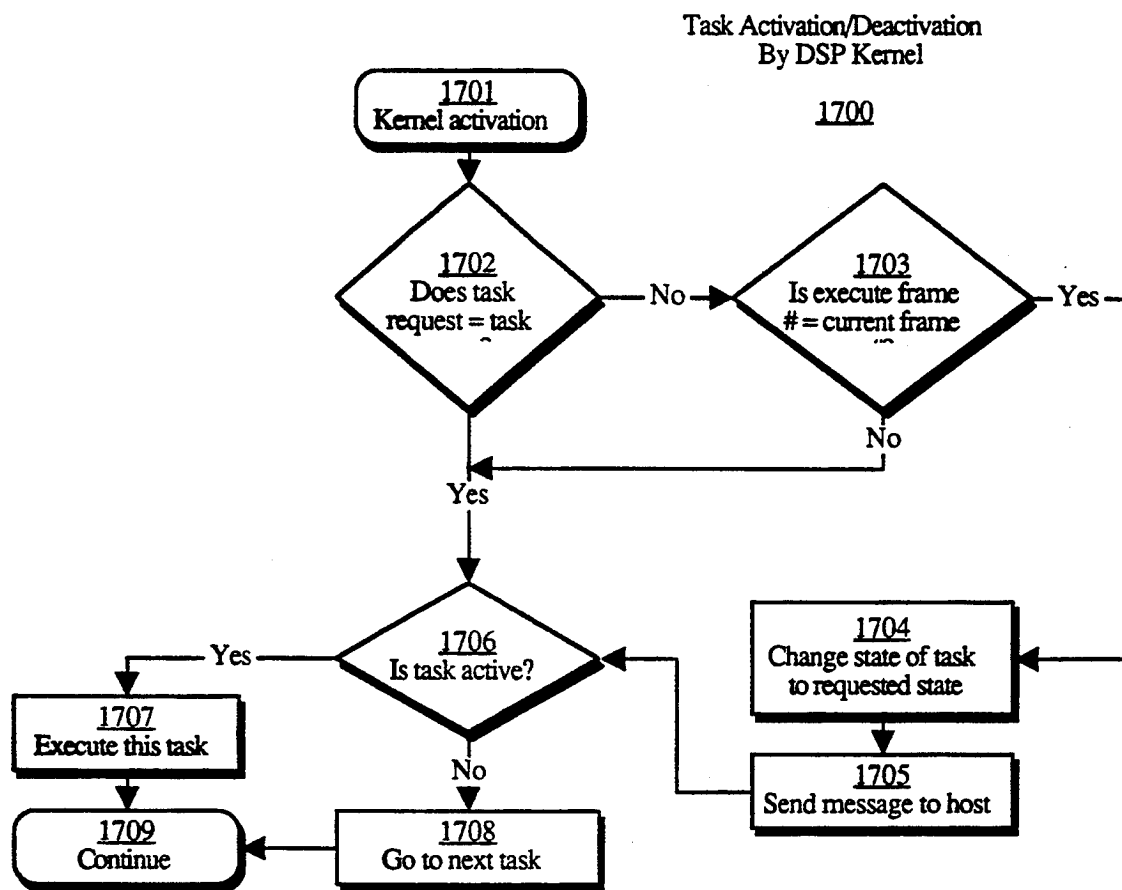 Task Activation/Deactivation
By DSP Kernel
1700
1701
Kernel activation
1702
Does task
request = task
?
No
1703
Is execute frame
# = current frame
Yes
No
Yes
1706
Is task active?
Yes
No
1704
Change state of task
to requested state
1705
Send message to host
1707
Execute this task
1708
Go to next task
1709
Continue